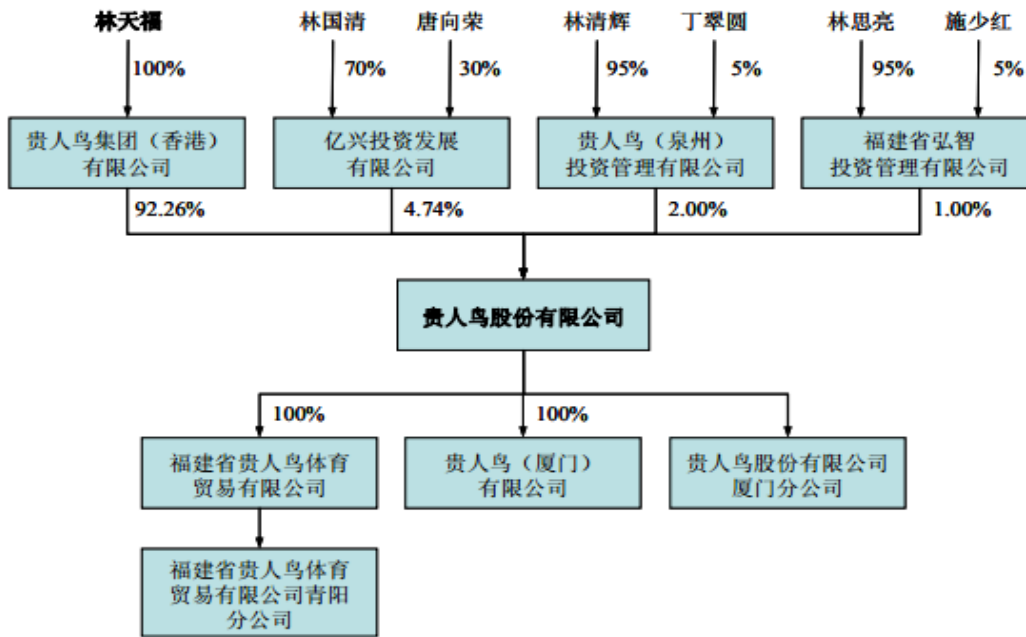 林天福 林国清 唐向荣 林清辉 丁翠圆 林思亮 施少红
100% 70% 30% 95% 5% 95% 5%
贵人鸟集团（香港）
有限公司
亿兴投资发展
有限公司
贵人鸟（泉州）
投资管理有限公司
福建省弘智
投资管理有限公司
92.26% 4.74% 2.00% 1.00%
贵人鸟股份有限公司
100% 100%
福建省贵人鸟体育
贸易有限公司
贵人鸟（厦门）
有限公司
贵人鸟股份有限公司
厦门分公司
福建省贵人鸟体育
贸易有限公司青阳
分公司